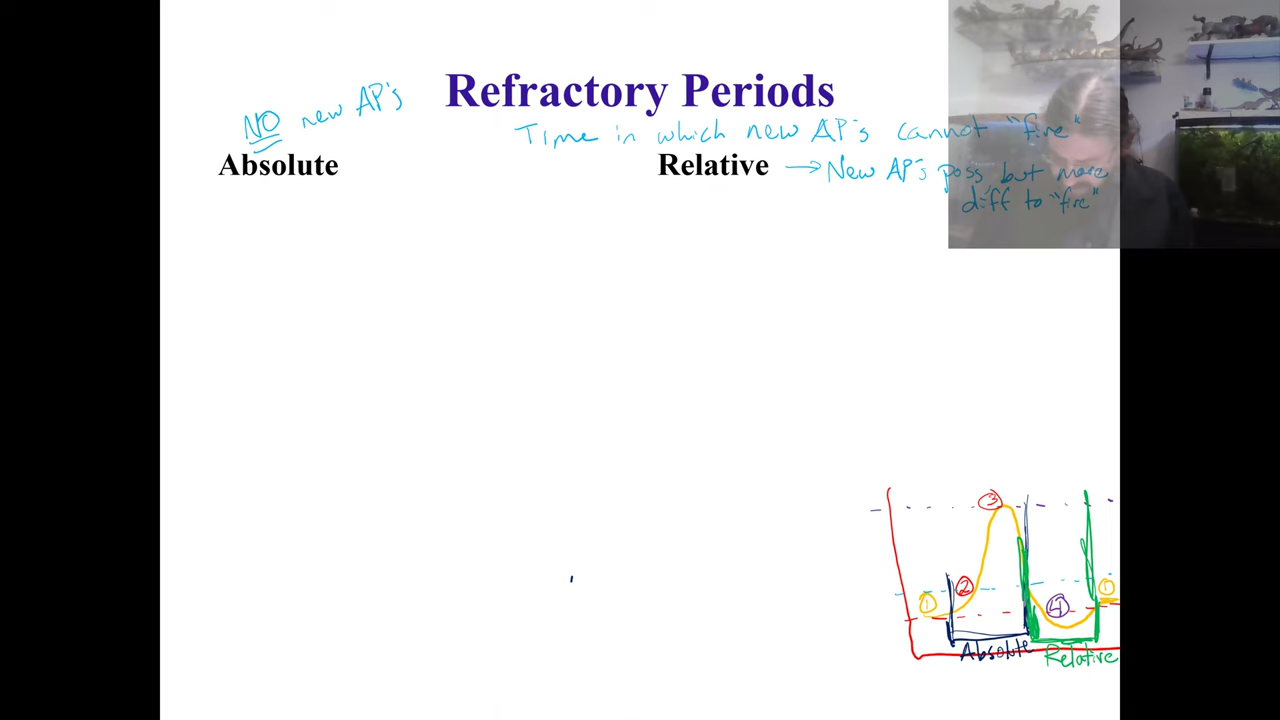 Refractory Periods
NO new AP's
Time in which new AP's cannot "fire"
Absolute
Relative → New AP's poss but more
diff to "fire"
③
②
①
④
①
Absolute
Relative